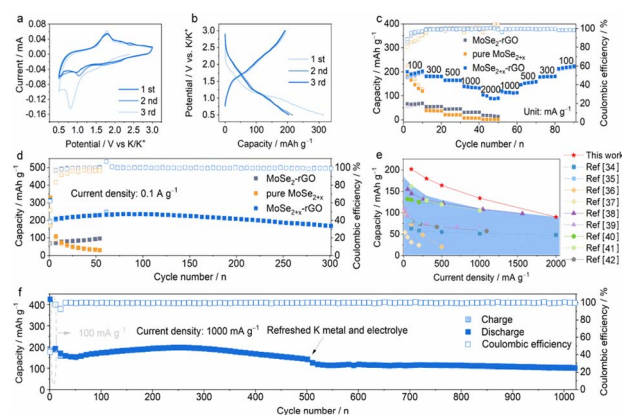 a
0.08
0.04
0.00
-0.04
-0.08
-0.12
-0.16
Current / mA
1 st
2 nd
3 rd
0.5 1.0 1.5 2.0 2.5 3.0
Potential / V vs K/K⁺
b
3.0
2.5
2.0
1.5
1.0
0.5
0.0
Potential / V vs. K/K⁺
1 st
2 nd
3 rd
0 100 200 300
Capacity / mAh g⁻¹
c
400
320
240
160
80
0
Capacity / mAh g⁻¹
MoSe₂-rGO
pure MoSe₂₊ₓ
MoSe₂₊ₓ-rGO
100 300 500 1000 2000 1000 500 300 100
Unit: mA g⁻¹
0 10 20 30 40 50 60 70 80
Cycle number / n
100
80
60
40
20
0
Coulombic efficiency / %
d
500
400
300
200
100
0
Capacity / mAh g⁻¹
Current density: 0.1 A g⁻¹
MoSe₂-rGO
pure MoSe₂₊ₓ
MoSe₂₊ₓ-rGO
0 50 100 150 200 250 300
Cycle number / n
100
80
60
40
20
0
Coulombic efficiency / %
e
250
200
150
100
50
0
Capacity / mAh g⁻¹
0 500 1000 1500 2000
Current density / mA g⁻¹
This work
Ref [34]
Ref [35]
Ref [36]
Ref [37]
Ref [38]
Ref [39]
Ref [40]
Ref [41]
Ref [42]
f
400
300
200
100
0
Capacity / mAh g⁻¹
100 mA g⁻¹
Current density: 1000 mA g⁻¹
Refreshed K metal and electrolye
Charge
Discharge
Coulombic efficiency
0 100 200 300 400 500 600 700 800 900 1000
Cycle number / n
100
80
60
40
20
0
Coulombic efficiency / %